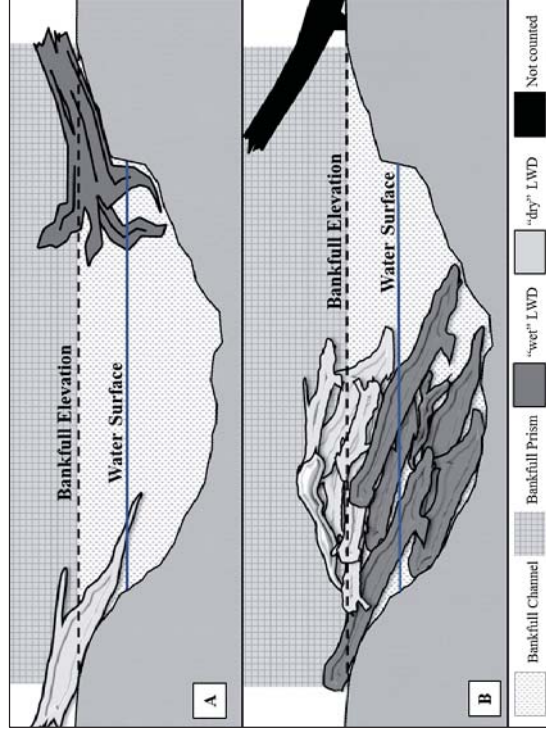 Bankfull Elevation
Water Surface
A
Bankfull Elevation
Water Surface
B
Bankfull Channel
Bankfull Prism
"wet" LWD
"dry" LWD
Not counted